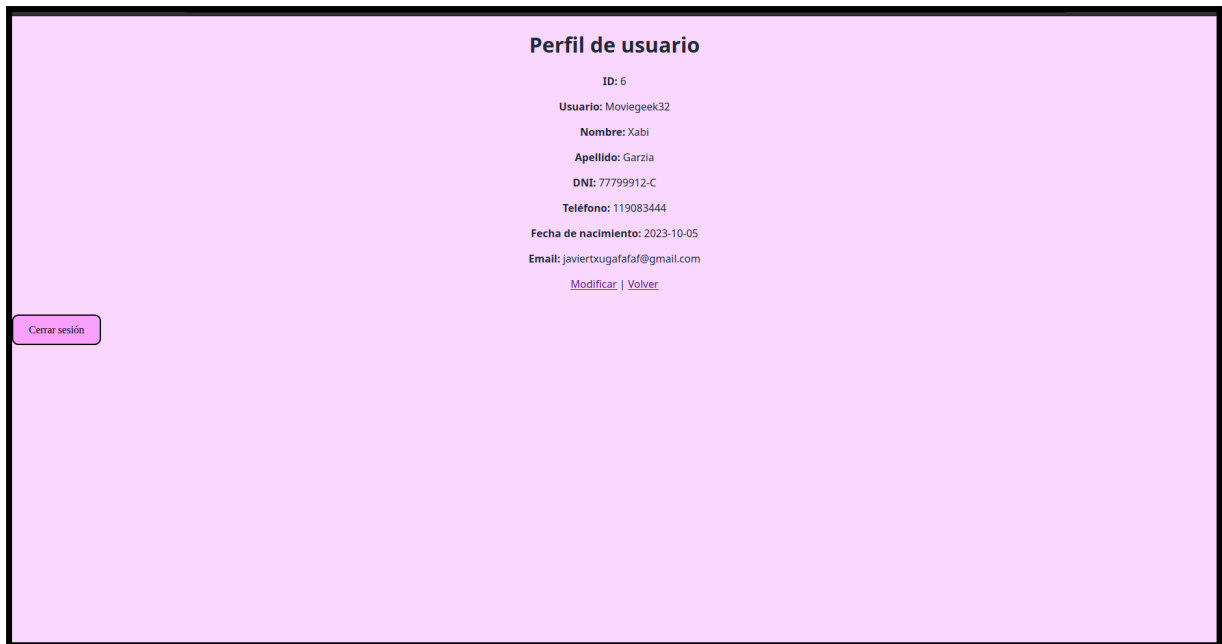 Perfil de usuario
ID: 6
Usuario: Moviegeek32
Nombre: Xabi
Apellido: Garzia
DNI: 77799912-C
Teléfono: 119083444
Fecha de nacimiento: 2023-10-05
Email: javiertxugafafaf@gmail.com
Modificar | Volver
Cerrar sesión